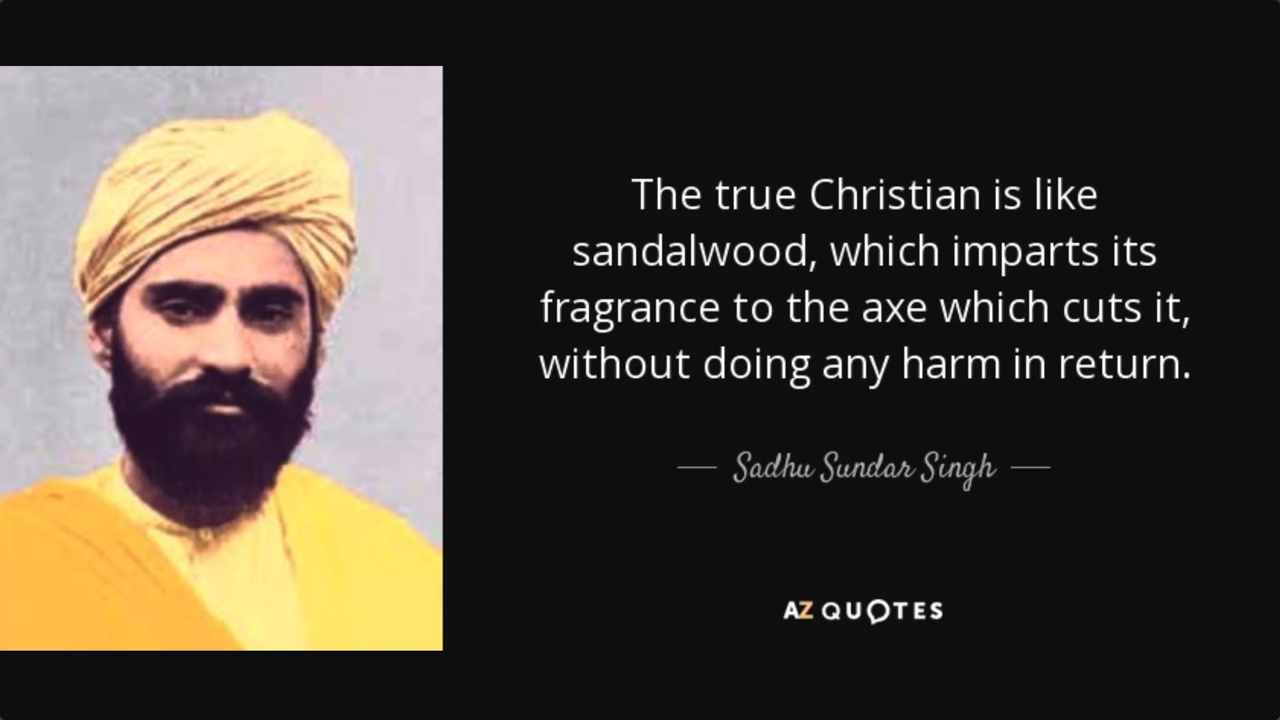 The true Christian is like
sandalwood, which imparts its
fragrance to the axe which cuts it,
without doing any harm in return.
Sadhu Sundar Singh
AZ QUOTES